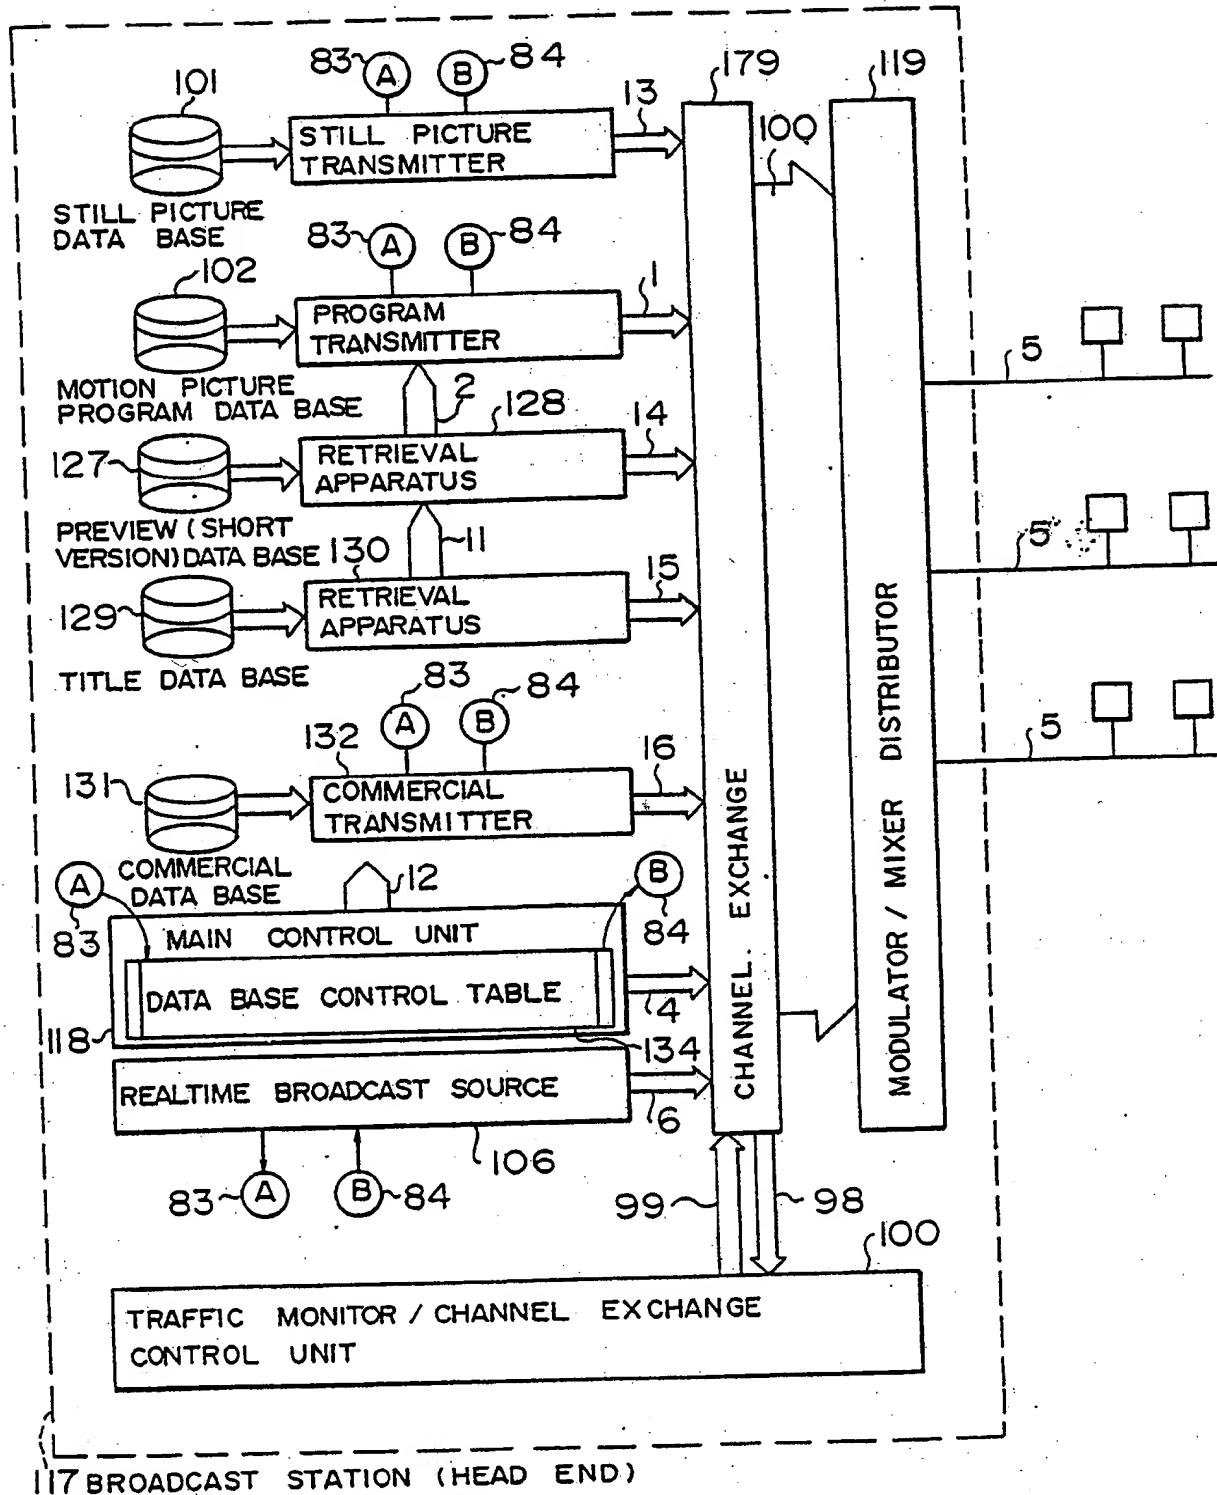 83 A B 84
101 179 119
13
STILL PICTURE
TRANSMITTER
100
STILL PICTURE
DATA BASE
83 A B 84
102
1
PROGRAM
TRANSMITTER
5
MOTION PICTURE
PROGRAM DATA BASE
2 128 14
127
RETRIEVAL
APPARATUS
PREVIEW (SHORT
VERSION) DATA BASE
130 11 15
5
129
RETRIEVAL
APPARATUS
TITLE DATA BASE
83 A B 84
132 16
5
131
COMMERCIAL
TRANSMITTER
COMMERCIAL
DATA BASE
12
A 83
B 84
MAIN CONTROL UNIT
DATA BASE CONTROL TABLE
4
118 134
REALTIME BROADCAST SOURCE
6
106
83 A B 84
CHANNEL. EXCHANGE
MODULATOR / MIXER DISTRIBUTOR
99 98
100
TRAFFIC MONITOR / CHANNEL EXCHANGE
CONTROL UNIT
117 BROADCAST STATION (HEAD END)